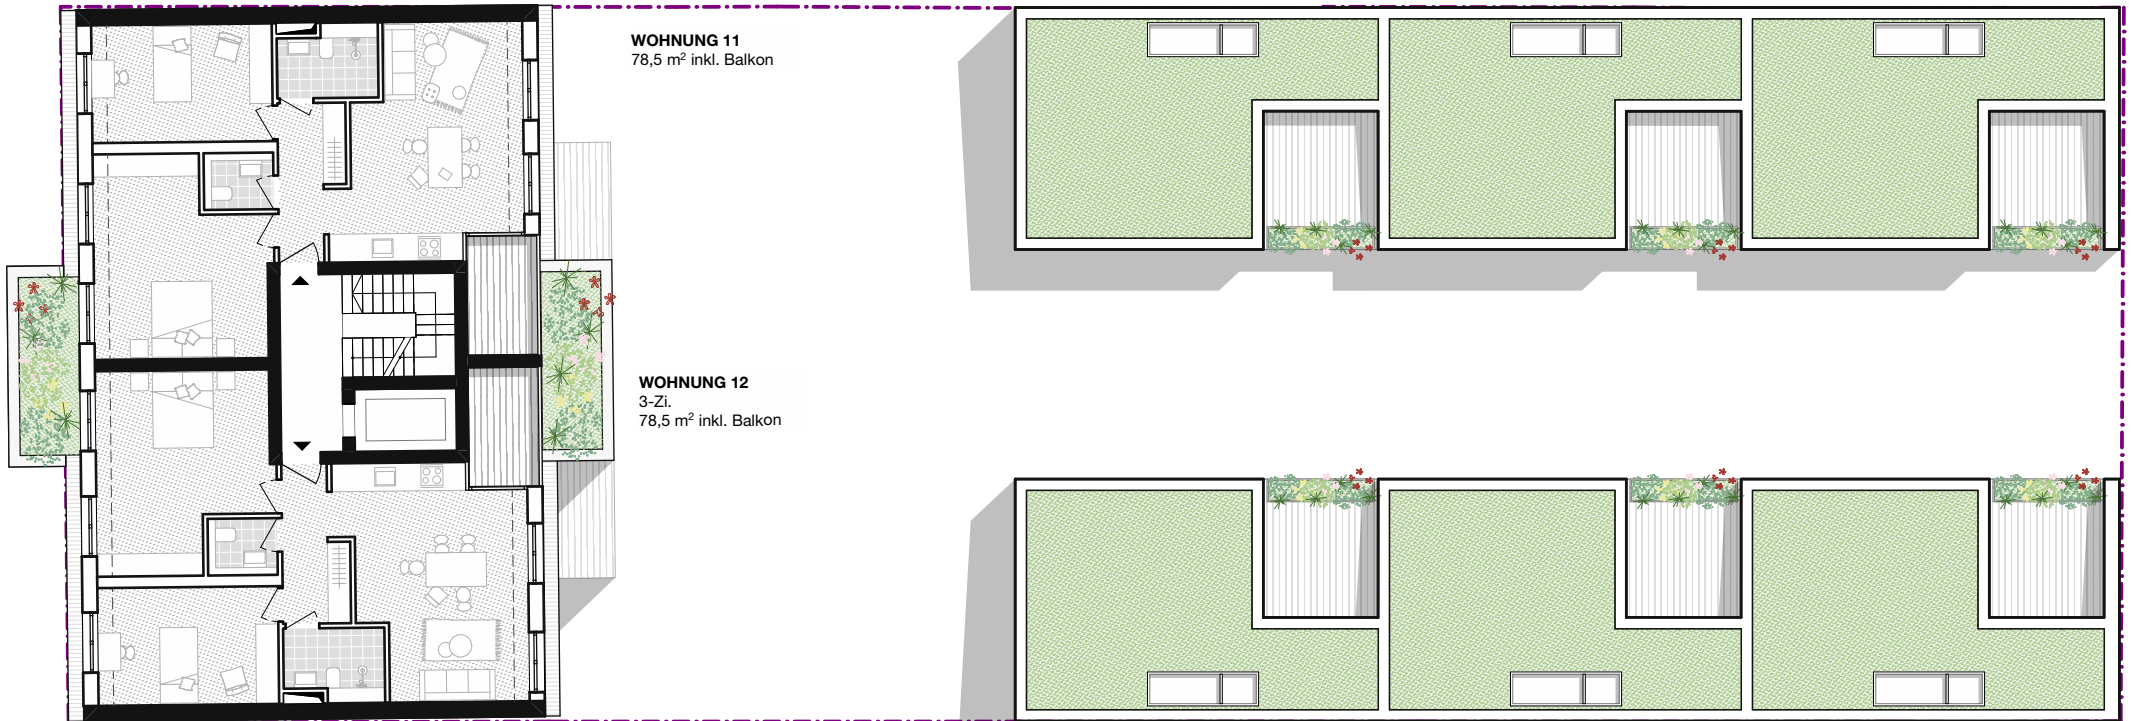 WOHNUNG 11
78,5 m² inkl. Balkon
WOHNUNG 12
3-Zi.
78,5 m² inkl. Balkon